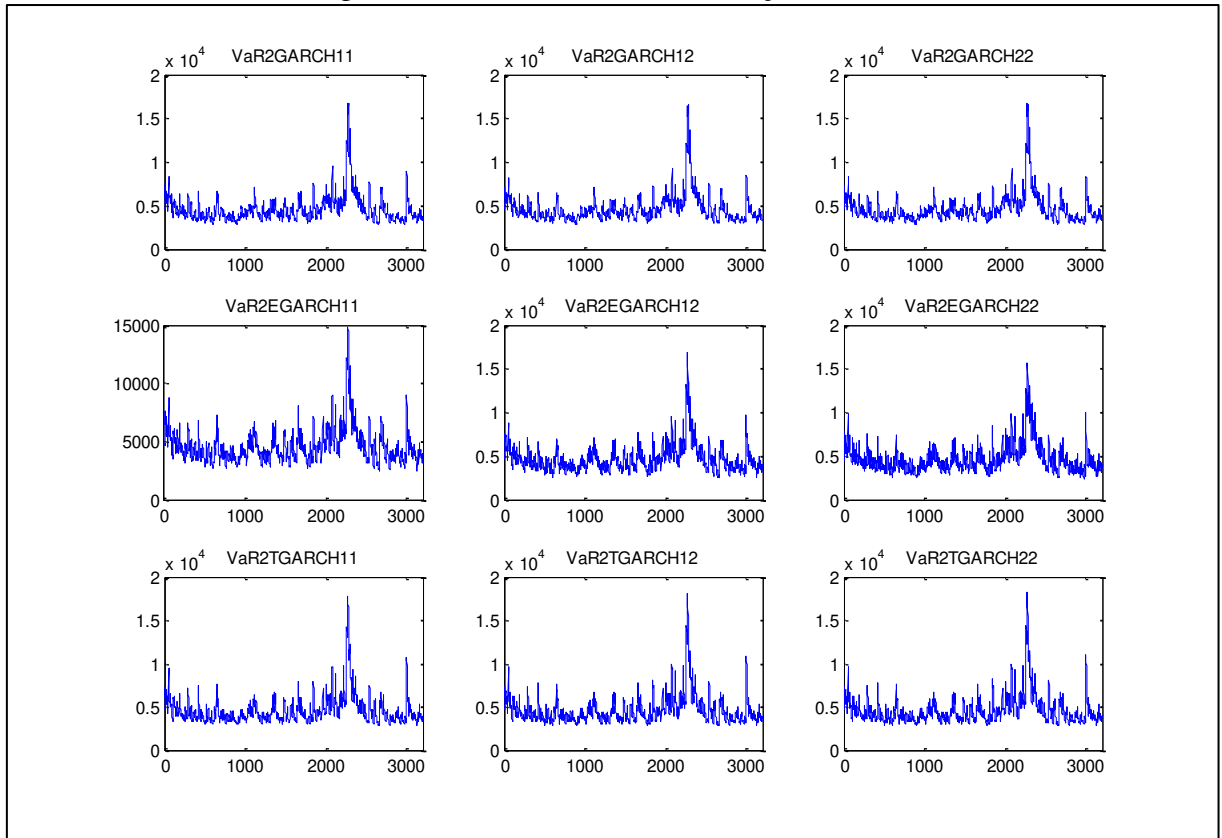 x 10^4 VaR2GARCH11
2
1.5
1
0.5
0
0 1000 2000 3000
x 10^4 VaR2GARCH12
2
1.5
1
0.5
0
0 1000 2000 3000
x 10^4 VaR2GARCH22
2
1.5
1
0.5
0
0 1000 2000 3000
VaR2EGARCH11
15000
10000
5000
0
0 1000 2000 3000
x 10^4 VaR2EGARCH12
2
1.5
1
0.5
0
0 1000 2000 3000
x 10^4 VaR2EGARCH22
2
1.5
1
0.5
0
0 1000 2000 3000
x 10^4 VaR2TGARCH11
2
1.5
1
0.5
0
0 1000 2000 3000
x 10^4 VaR2TGARCH12
2
1.5
1
0.5
0
0 1000 2000 3000
x 10^4 VaR2TGARCH22
2
1.5
1
0.5
0
0 1000 2000 3000